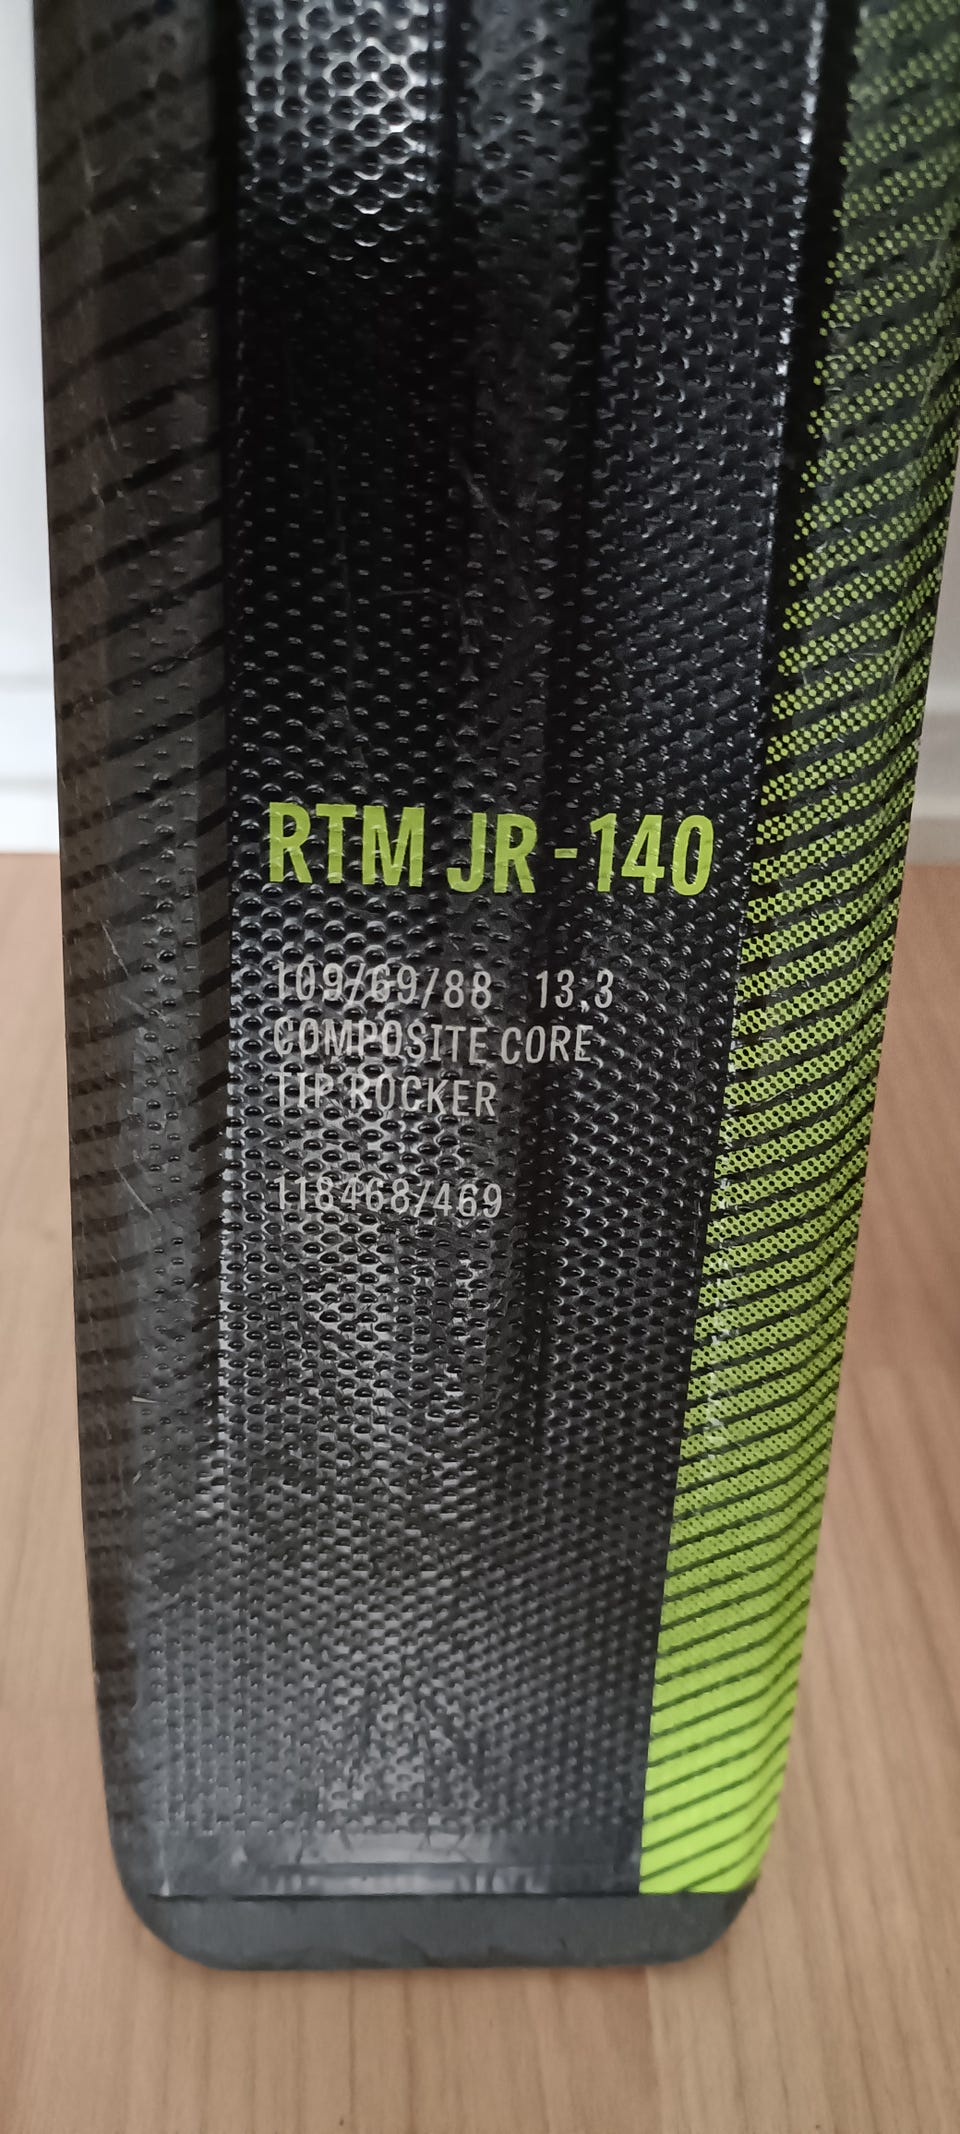 RTM JR - 140
109/69/88 13.3
COMPOSITE CORE
TIP ROCKER
118468/469